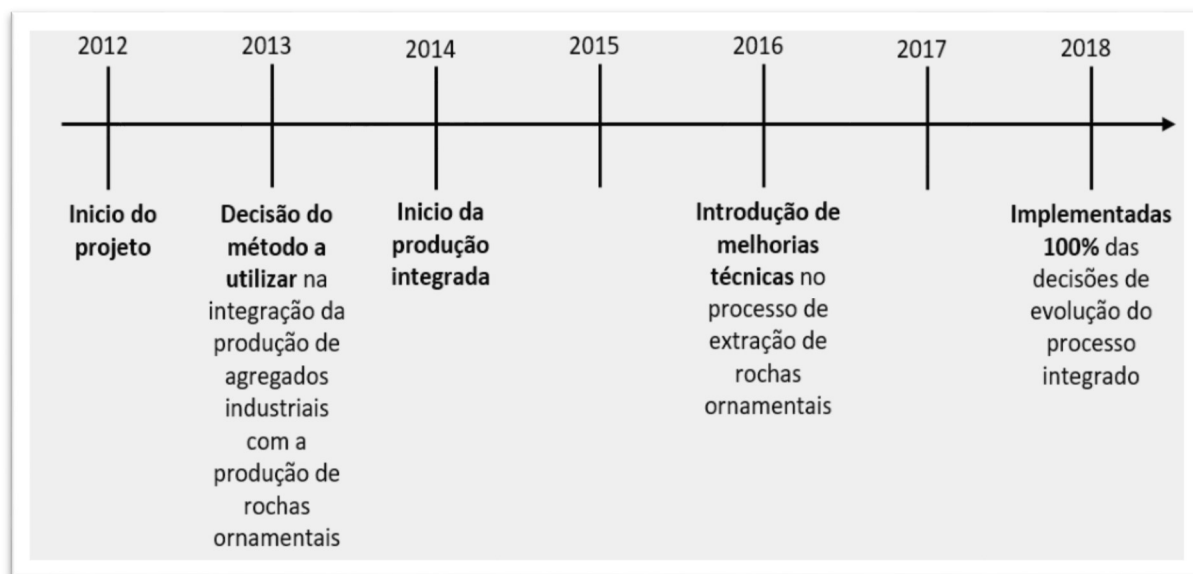 2012
2013
2014
2015
2016
2017
2018
Inicio do
projeto
Decisão do
método a
utilizar na
integração da
produção de
agregados
industriais
com a
produção de
rochas
ornamentais
Inicio da
produção
integrada
Introdução de
melhorias
técnicas no
processo de
extração de
rochas
ornamentais
Implementadas
100% das
decisões de
evolução do
processo
integrado